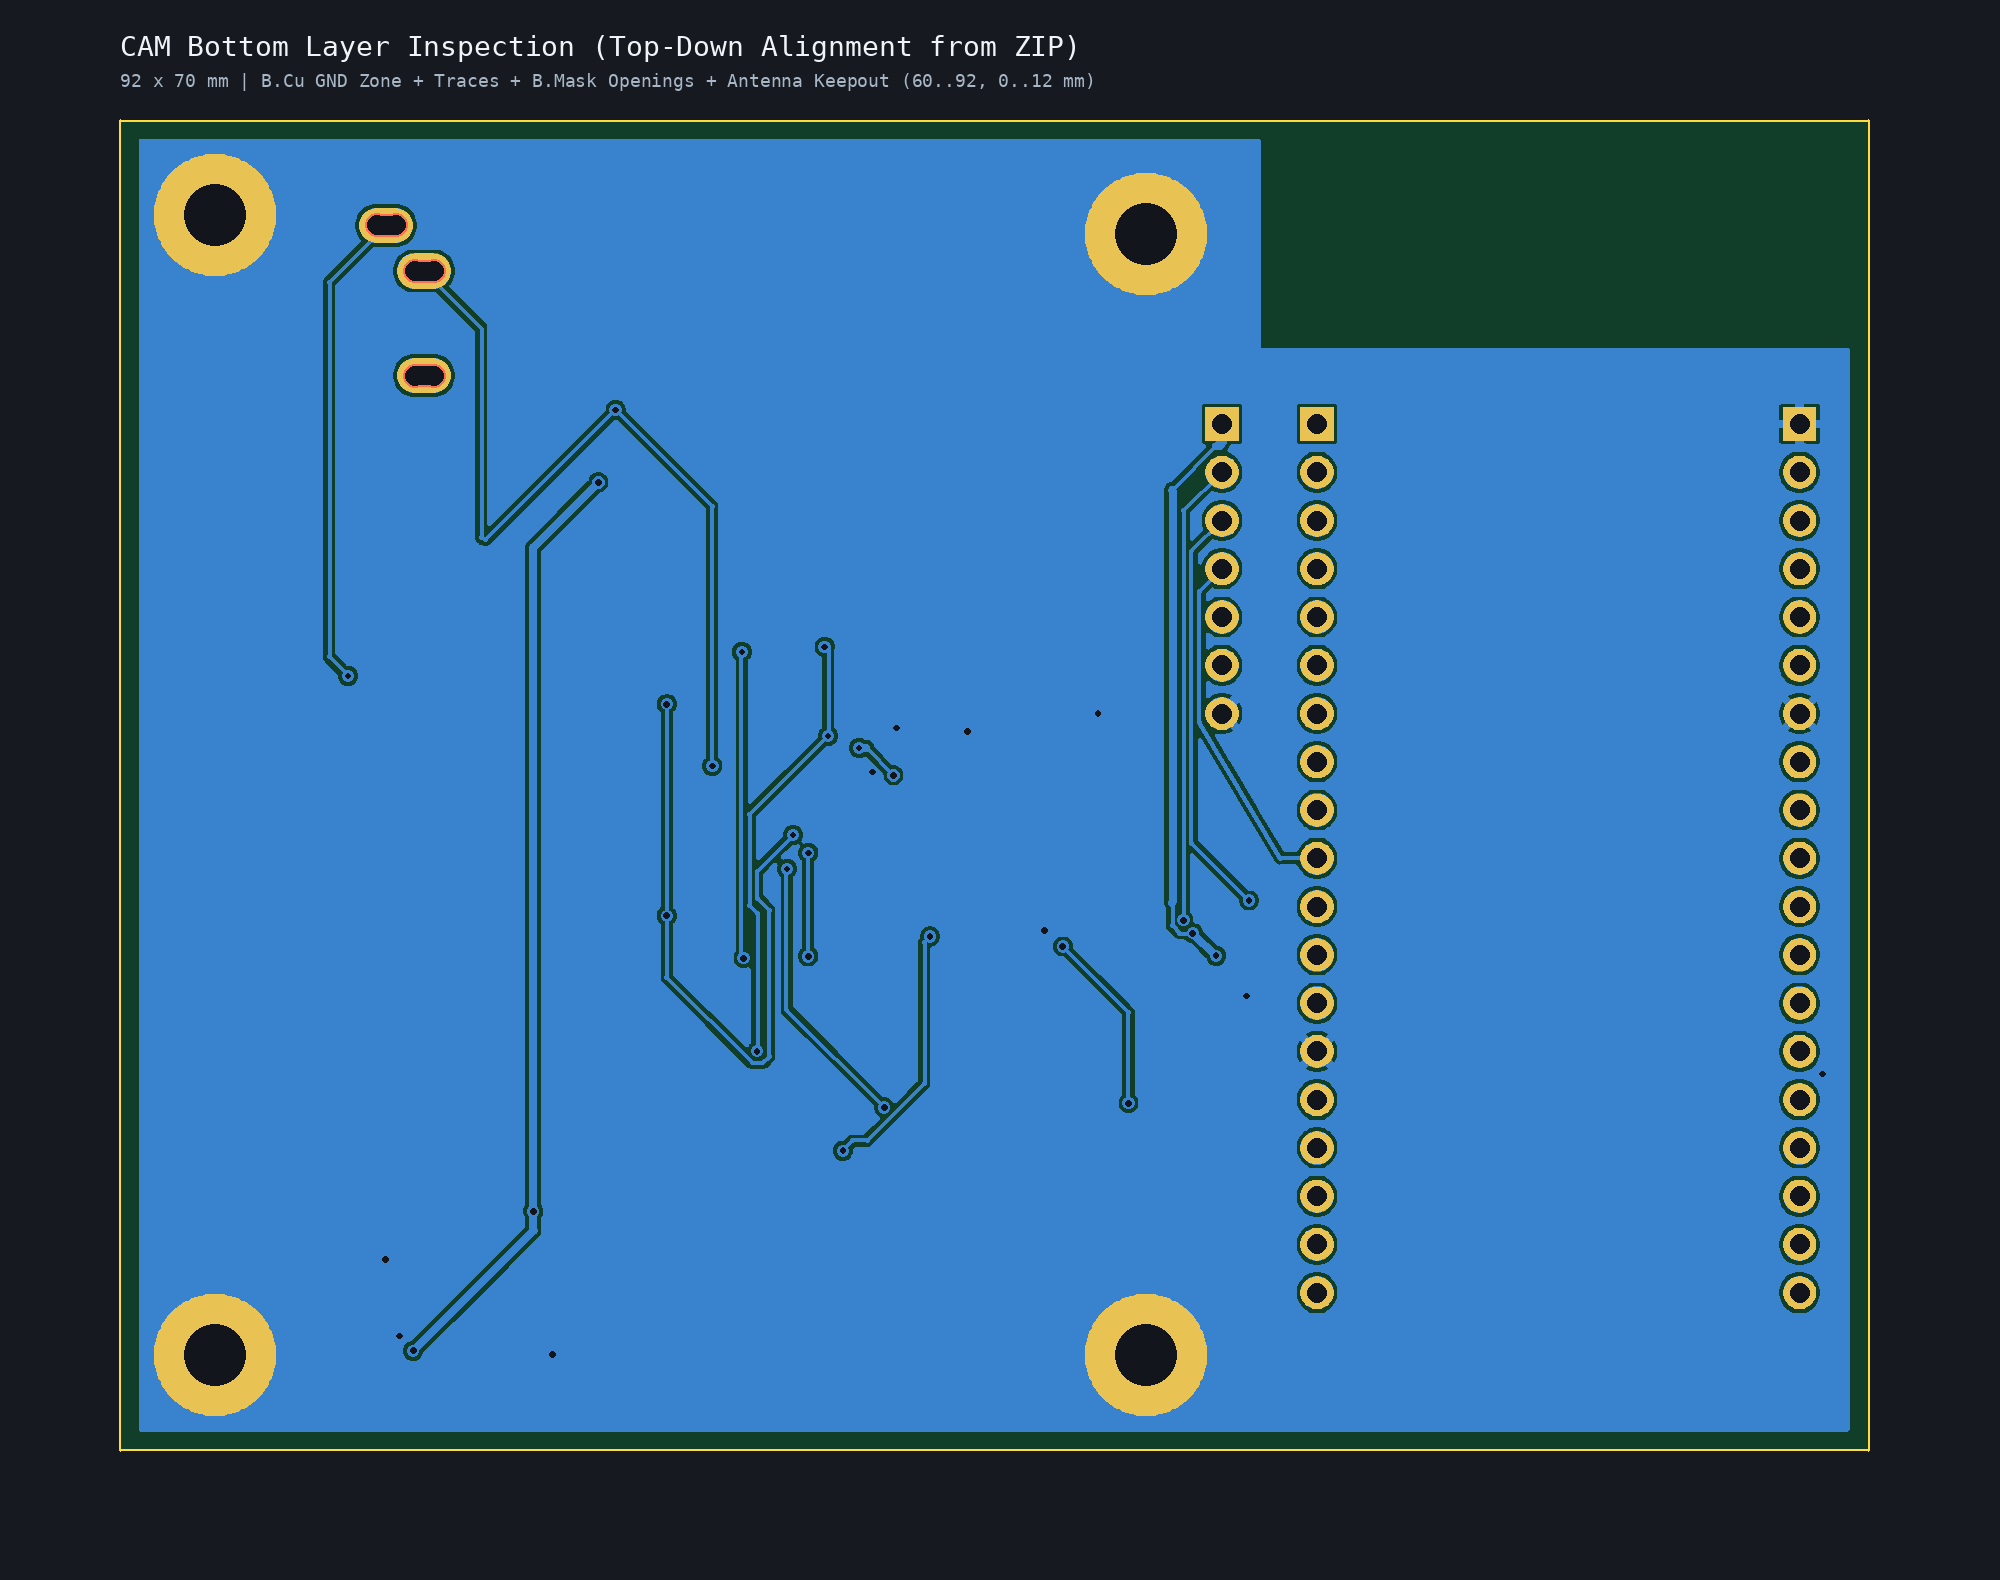 CAM Bottom Layer Inspection (Top-Down Alignment from ZIP)
92 x 70 mm | B.Cu GND Zone + Traces + B.Mask Openings + Antenna Keepout (60..92, 0..12 mm)